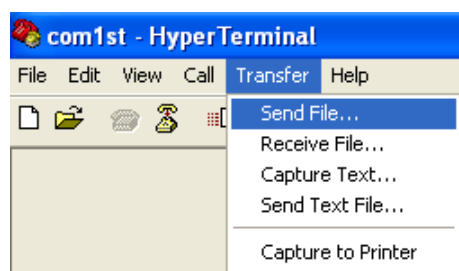 com1st - HyperTerminal
File Edit View Call Transfer Help
Send File...
Receive File...
Capture Text...
Send Text File...
Capture to Printer